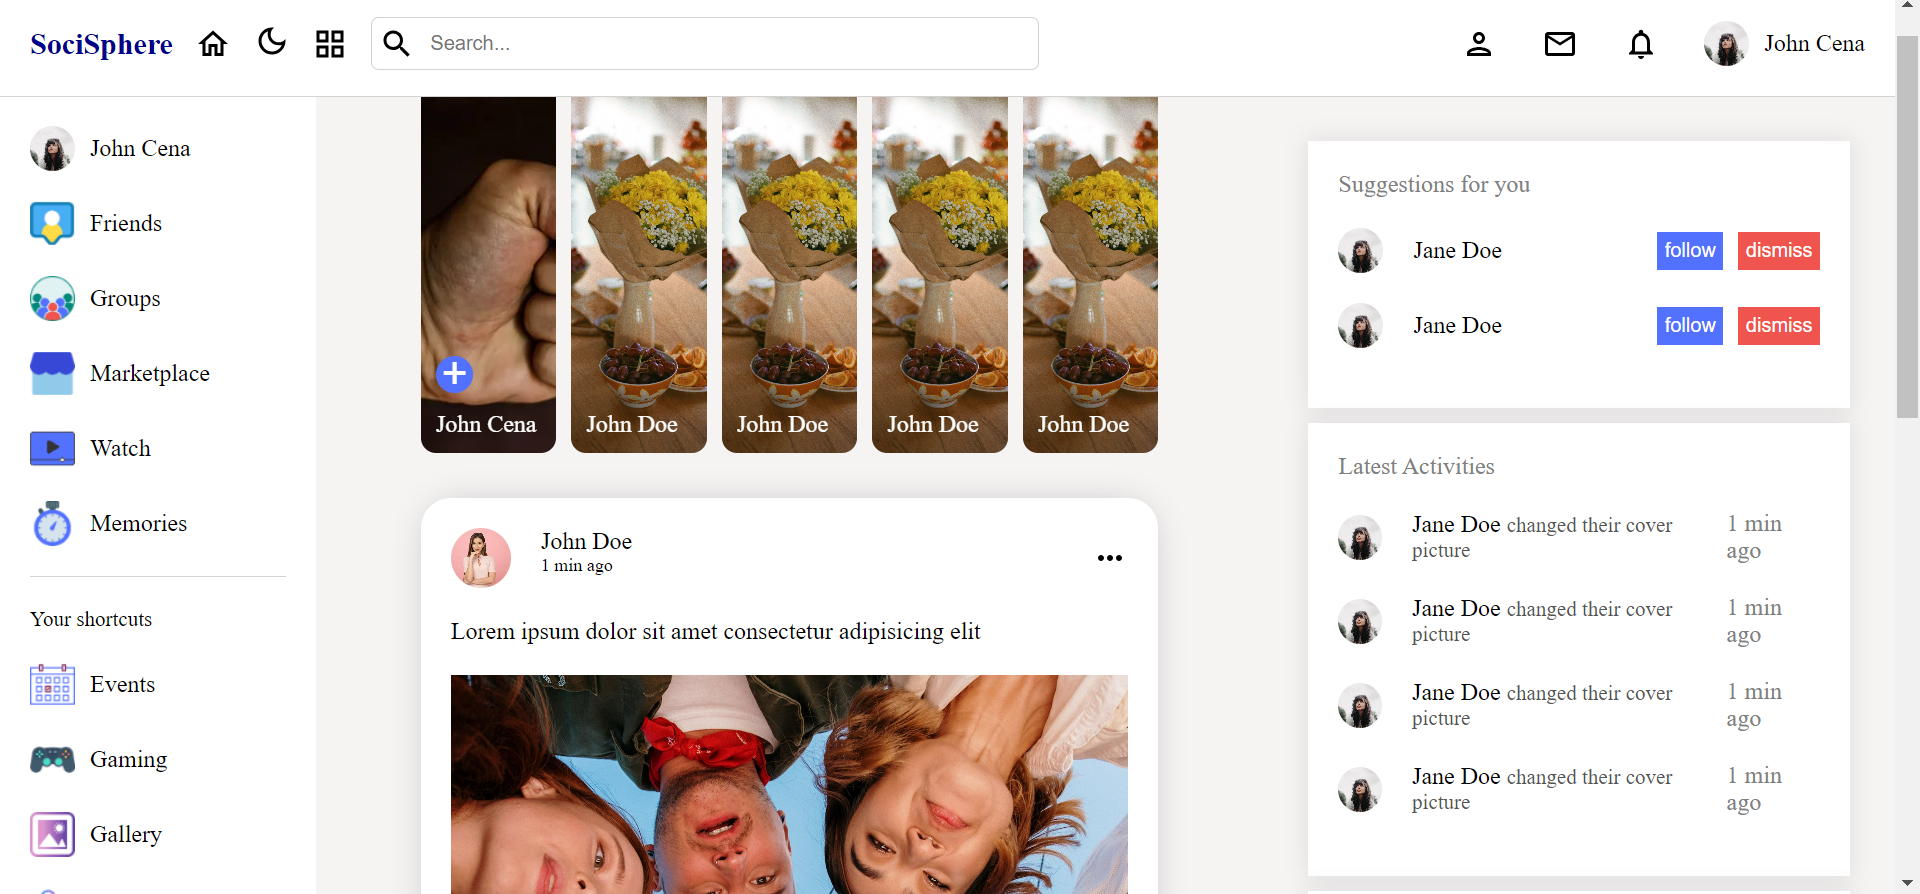 SociSphere
Search...
John Cena
John Cena
Friends
Groups
Marketplace
Watch
Memories
Your shortcuts
Events
Gaming
Gallery
John Cena
John Doe
John Doe
John Doe
John Doe
John Doe
1 min ago
Lorem ipsum dolor sit amet consectetur adipisicing elit
Suggestions for you
Jane Doe follow dismiss
Jane Doe follow dismiss
Latest Activities
Jane Doe changed their cover
picture
1 min
ago
Jane Doe changed their cover
picture
1 min
ago
Jane Doe changed their cover
picture
1 min
ago
Jane Doe changed their cover
picture
1 min
ago